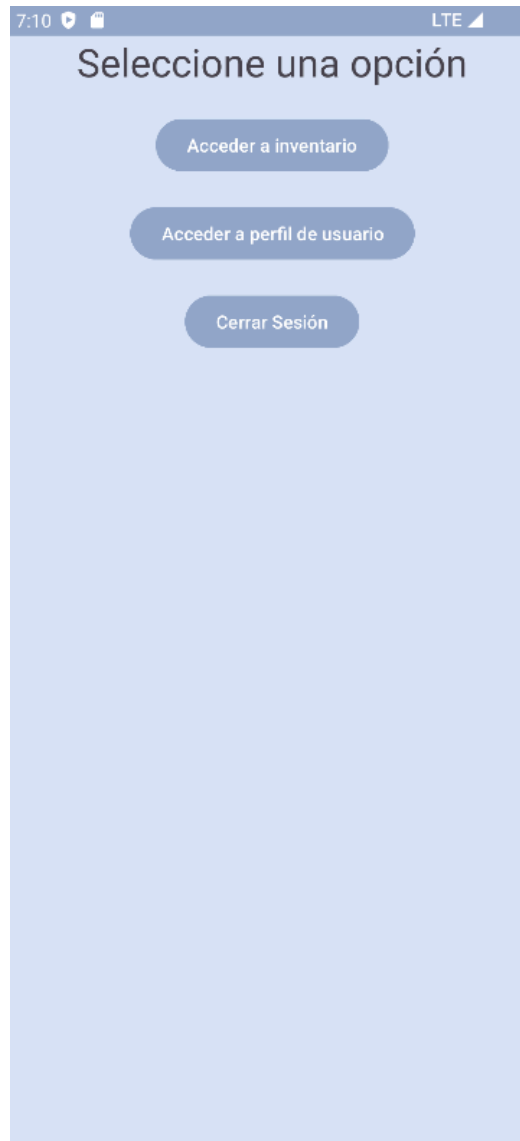 7:10 LTE
Seleccione una opción
Acceder a inventario
Acceder a perfil de usuario
Cerrar Sesión